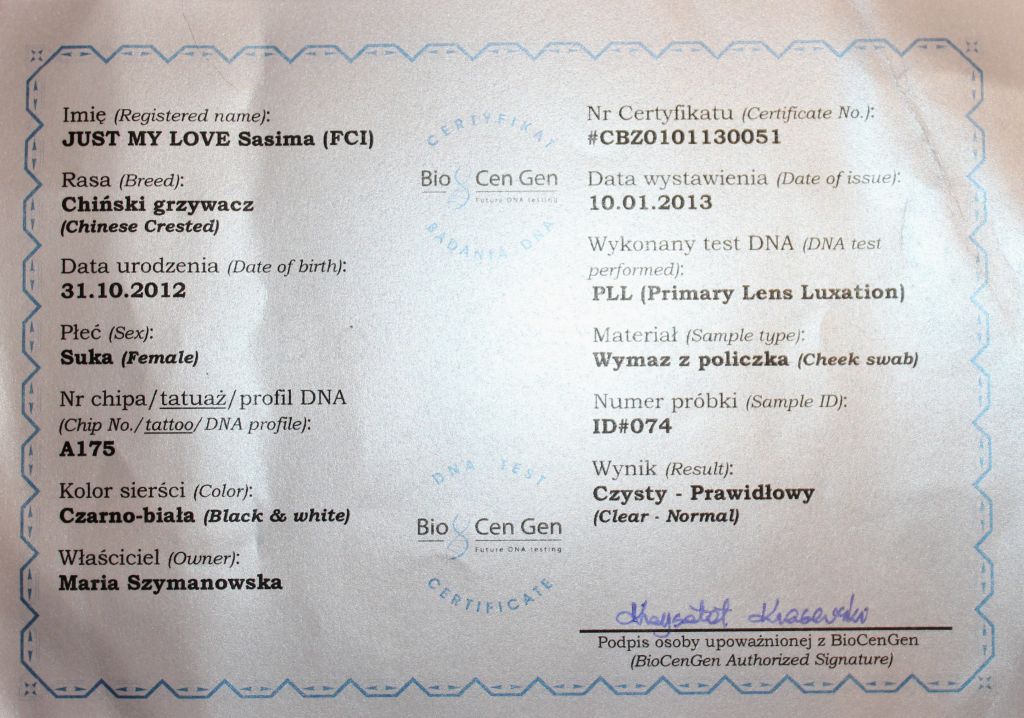 Imię (Registered name):
JUST MY LOVE Sasima (FCI)
Rasa (Breed):
Chiński grzywacz
(Chinese Crested)
Data urodzenia (Date of birth):
31.10.2012
Płeć (Sex):
Suka (Female)
Nr chipa/tatuaż/profil DNA
(Chip No./tattoo/DNA profile):
A175
Kolor sierści (Color):
Czarno-biała (Black & white)
Właściciel (Owner):
Maria Szymanowska
CERTYFIKAT
Bio Cen Gen
Future DNA testing
BADANIA DNA
DNA TEST
Bio Cen Gen
Future DNA testing
CERTIFICATE
Nr Certyfikatu (Certificate No.):
#CBZ0101130051
Data wystawienia (Date of issue):
10.01.2013
Wykonany test DNA (DNA test
performed):
PLL (Primary Lens Luxation)
Materiał (Sample type):
Wymaz z policzka (Cheek swab)
Numer próbki (Sample ID):
ID#074
Wynik (Result):
Czysty - Prawidłowy
(Clear - Normal)
Podpis osoby upoważnionej z BioCenGen
(BioCenGen Authorized Signature)